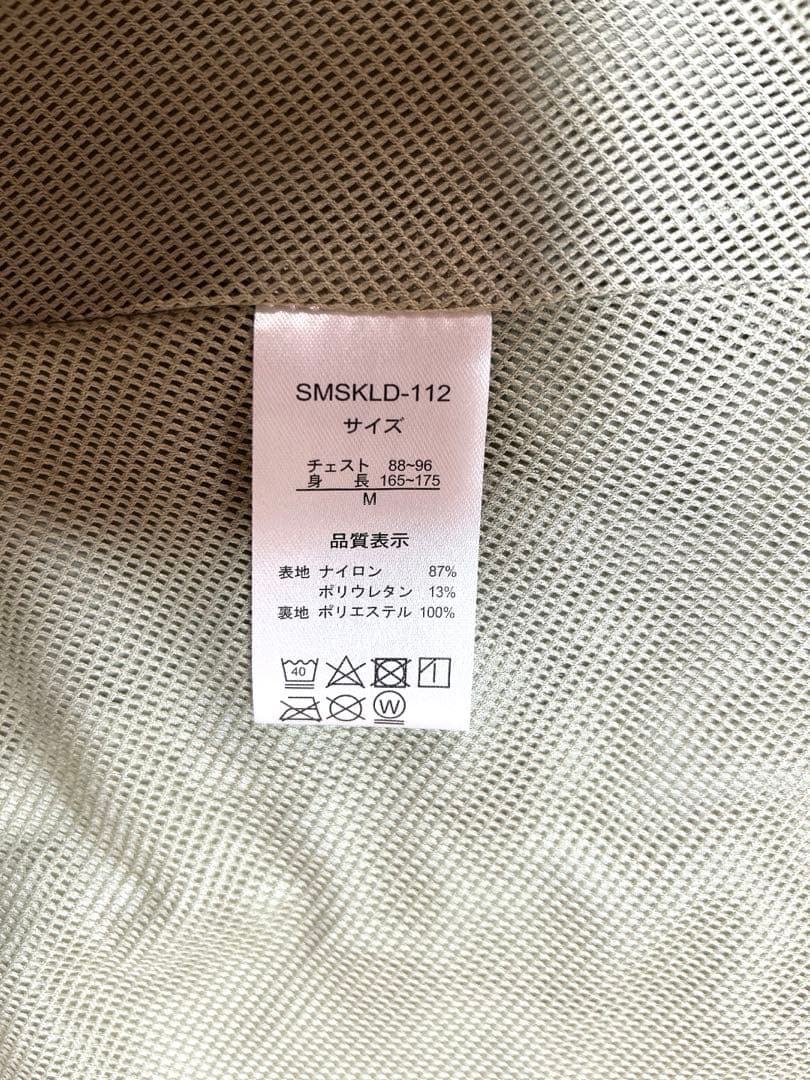 SMSKLD-112
サイズ
チェスト 88~96
身 長 165~175
M
品質表示
表地 ナイロン 87%
ポリウレタン 13%
裏地 ポリエステル 100%
40
W